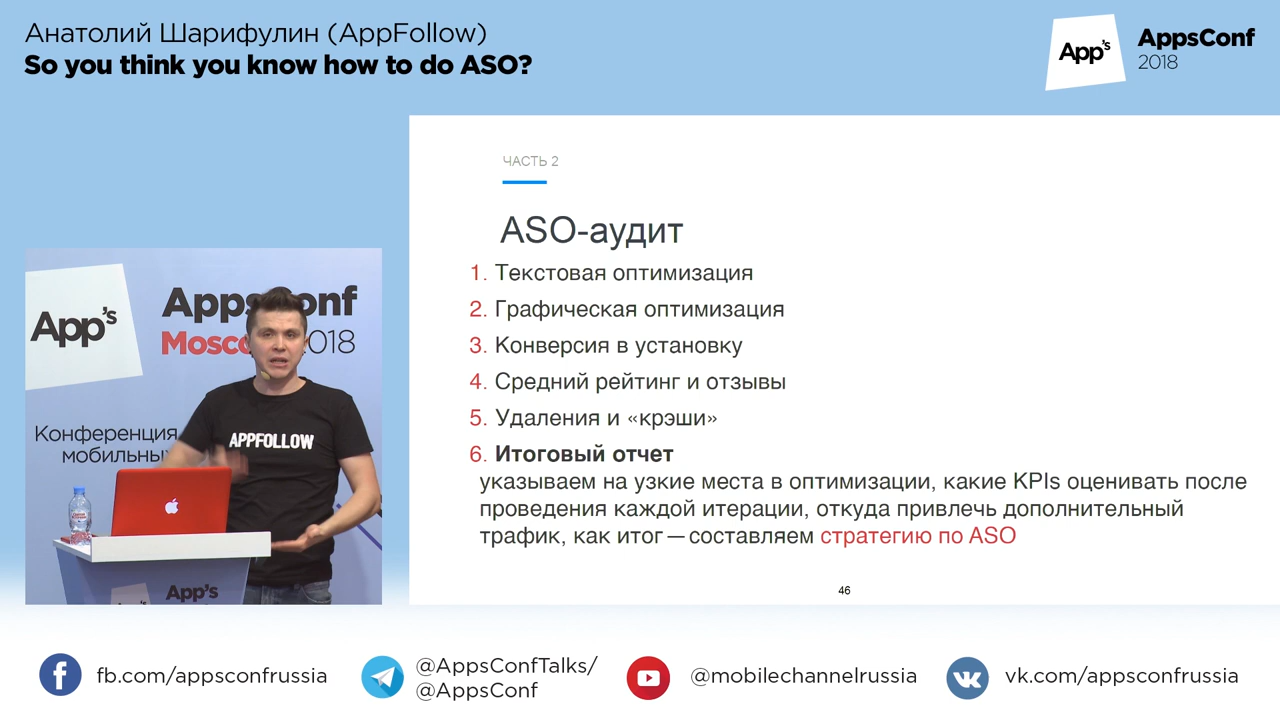 Анатолий Шарифулин (AppFollow)
So you think you know how to do ASO?
App's
AppsConf
2018
ЧАСТЬ 2
ASO-аудит
1. Текстовая оптимизация
2. Графическая оптимизация
3. Конверсия в установку
4. Средний рейтинг и отзывы
5. Удаления и «крэши»
6. Итоговый отчет
указываем на узкие места в оптимизации, какие KPIs оценивать после
проведения каждой итерации, откуда привлечь дополнительный
трафик, как итог — составляем стратегию по ASO
46
App's
AppsConf
2018
Конференция
APPFOLLOW
App's
fb.com/appsconfrussia
@AppsConfTalks/
@AppsConf
@mobilechannelrussia
vk.com/appsconfrussia